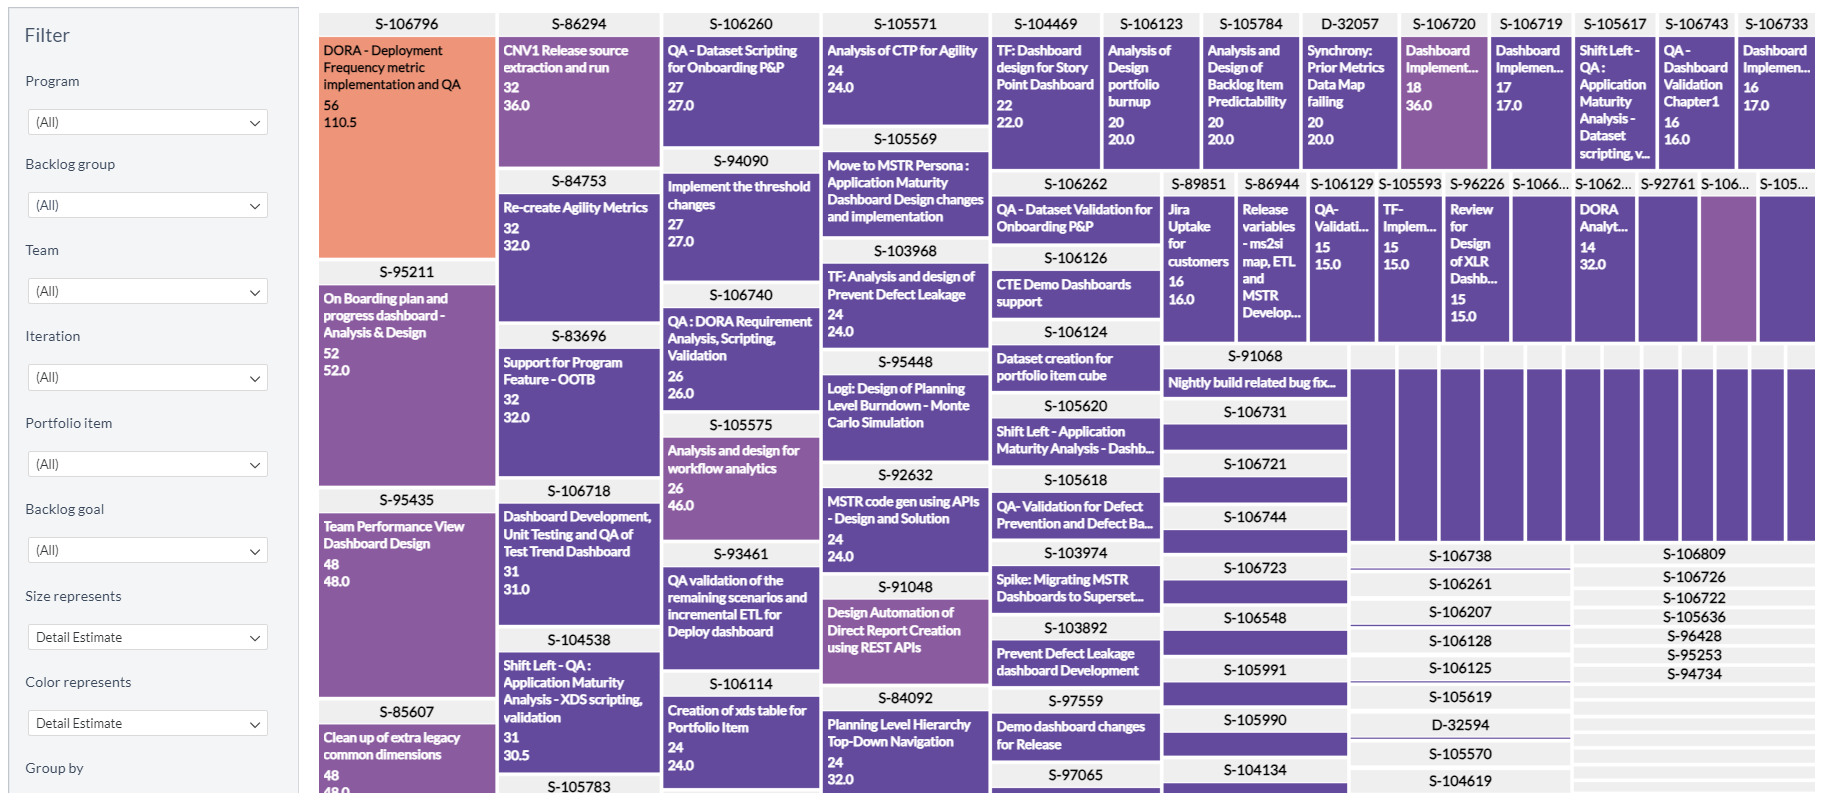 Filter
Program
(All)
Backlog group
(All)
Team
(All)
Iteration
(All)
Portfolio item
(All)
Backlog goal
(All)
Size represents
Detail Estimate
Color represents
Detail Estimate
Group by
S-106796
DORA - Deployment
Frequency metric
implementation and QA
56
110.5
S-95211
On Boarding plan and
progress dashboard -
Analysis & Design
52
52.0
S-95435
Team Performance View
Dashboard Design
48
48.0
S-85607
Clean up of extra legacy
common dimensions
48
48.0
S-86294
CNV1 Release source
extraction and run
32
36.0
S-84753
Re-create Agility Metrics
32
32.0
S-83696
Support for Program
Feature - OOTB
32
32.0
S-106718
Dashboard Development,
Unit Testing and QA of
Test Trend Dashboard
31
31.0
S-104538
Shift Left - QA :
Application Maturity
Analysis - XDS scripting,
validation
31
30.5
S-105783
S-106260
QA - Dataset Scripting
for Onboarding P&P
27
27.0
S-94090
Implement the threshold
changes
27
27.0
S-106740
QA : DORA Requirement
Analysis, Scripting,
Validation
26
26.0
S-105575
Analysis and design for
workflow analytics
26
46.0
S-93461
QA validation of the
remaining scenarios and
incremental ETL for
Deploy dashboard
S-106114
Creation of xds table for
Portfolio Item
24
24.0
S-105571
Analysis of CTP for Agility
24
24.0
S-105569
Move to MSTR Persona :
Application Maturity
Dashboard Design changes
and implementation
S-103968
TF: Analysis and design of
Prevent Defect Leakage
24
24.0
S-95448
Logi: Design of Planning
Level Burndown - Monte
Carlo Simulation
S-92632
MSTR code gen using APIs
- Design and Solution
24
24.0
S-91048
Design Automation of
Direct Report Creation
using REST APIs
S-84092
Planning Level Hierarchy
Top-Down Navigation
24
32.0
S-104469
TF: Dashboard
design for Story
Point Dashboard
22
22.0
S-106123
Analysis of
Design
portfolio
burnup
20
20.0
S-105784
Analysis and
Design of
Backlog Item
Predictability
20
20.0
D-32057
Synchrony:
Prior Metrics
Data Map
failing
20
20.0
S-106720
Dashboard
Implement...
18
36.0
S-106719
Dashboard
Implemen...
17
17.0
S-105617
Shift Left -
QA :
Application
Maturity
Analysis -
Dataset
scripting, v...
S-106743
QA -
Dashboard
Validation
Chapter1
16
16.0
S-106733
Dashboard
Implemen...
16
17.0
S-106262
QA - Dataset Validation for
Onboarding P&P
S-106126
CTE Demo Dashboards
support
S-106124
Dataset creation for
portfolio item cube
S-105620
Shift Left - Application
Maturity Analysis - Dashb...
S-105618
QA- Validation for Defect
Prevention and Defect Ba...
S-103974
Spike: Migrating MSTR
Dashboards to Superset...
S-103892
Prevent Defect Leakage
dashboard Development
S-97559
Demo dashboard changes
for Release
S-97065
S-89851
Jira
Uptake
for
customers
16
16.0
S-86944
Release
variables
- ms2si
map, ETL
and
MSTR
Develop...
S-106129
QA-
Validati...
15
15.0
S-105593
TF-
Implem...
15
15.0
S-96226
Review
for
Design
of XLR
Dashb...
15
15.0
S-1066...
S-1062...
DORA
Analyt...
14
32.0
S-92761
S-106...
S-105...
S-91068
Nightly build related bug fix...
S-106731
S-106721
S-106744
S-106723
S-106548
S-105991
S-105990
S-104134
S-106738
S-106261
S-106207
S-106128
S-106125
S-105619
D-32594
S-105570
S-104619
S-106809
S-106726
S-106722
S-105636
S-96428
S-95253
S-94734